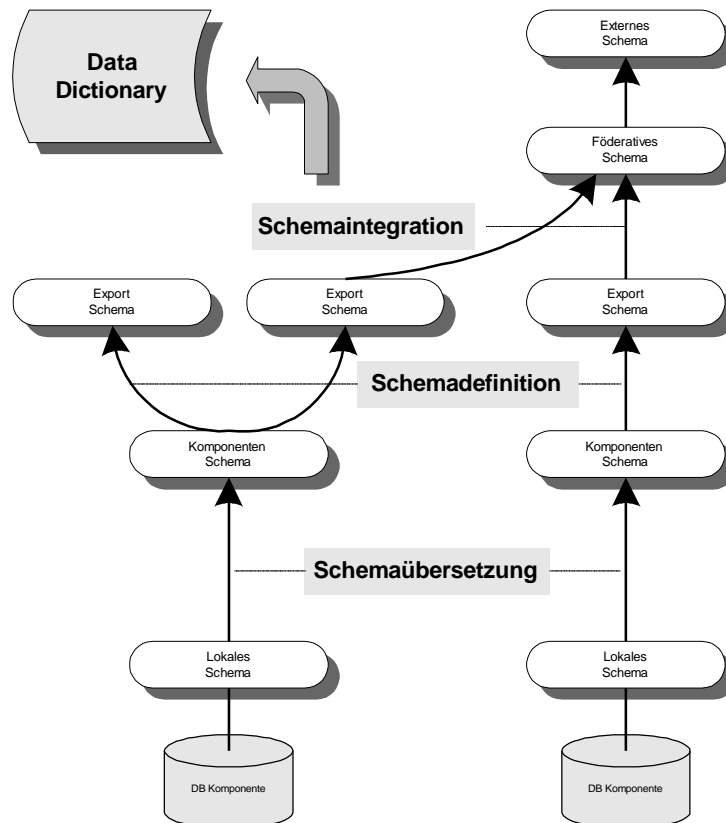 Data
Dictionary
Externes
Schema
Föderatives
Schema
Schemaintegration
Export
Schema
Export
Schema
Export
Schema
Schemadefinition
Komponenten
Schema
Komponenten
Schema
Schemaübersetzung
Lokales
Schema
Lokales
Schema
DB Komponente
DB Komponente